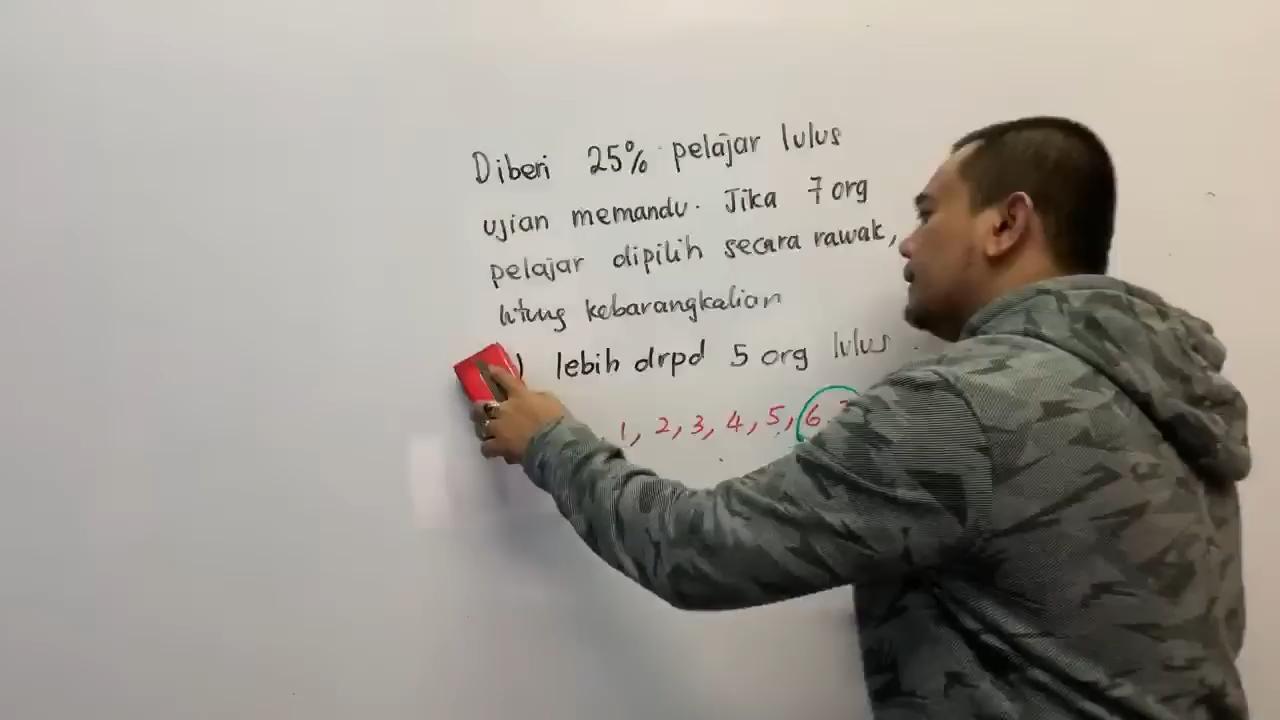 Diberi 25% pelajar lulus
ujian memandu. Jika 7 org
pelajar dipilih secara rawak,
hitung kebarangkalian
) lebih drpd 5 org lulus.
1, 2, 3, 4, 5, 6